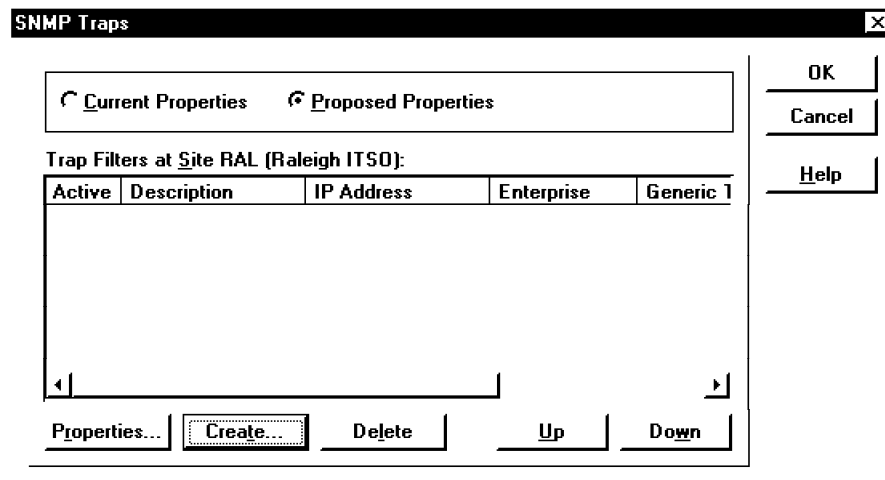 SNMP Traps
Current Properties Proposed Properties
OK
Cancel
Help
Trap Filters at Site RAL (Raleigh ITSO):
Active Description IP Address Enterprise Generic T
Properties... Create... Delete Up Down